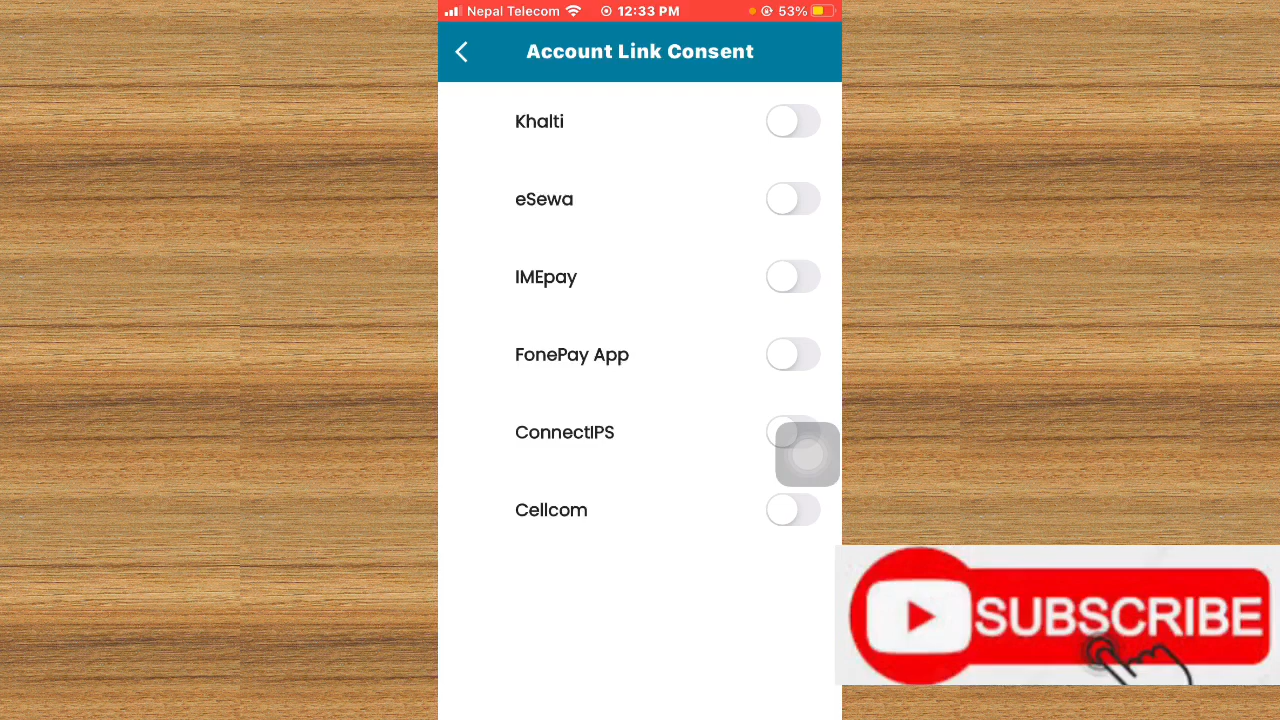 Nepal Telecom 12:33 PM 53%
Account Link Consent
Khalti
eSewa
IMEpay
FonePay App
ConnectIPS
Cellcom
SUBSCRIBE